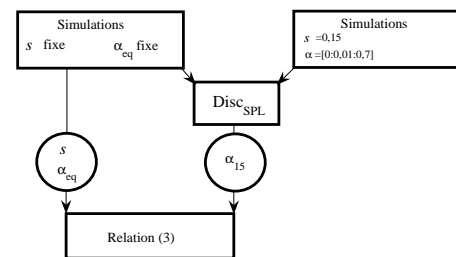 Simulations
s fixe α_eq fixe
Simulations
s =0,15
α =[0:0,01:0,7]
Disc_SPL
s
α_eq
α_15
Relation (3)